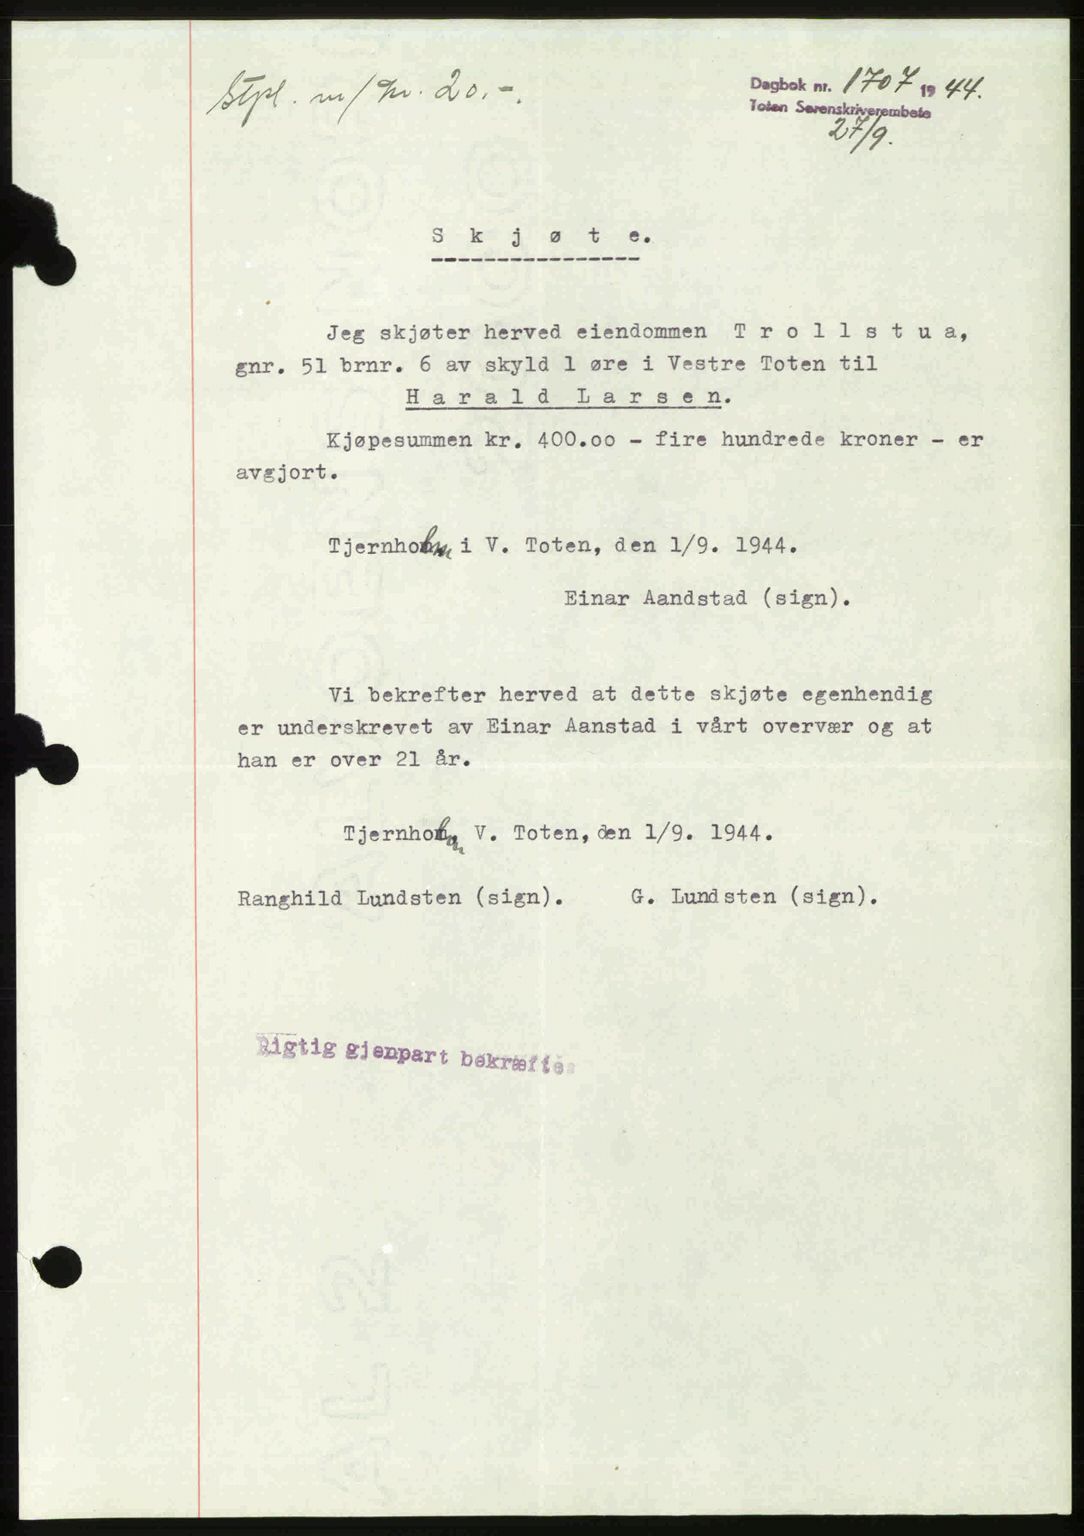 Stpl. m/ kr. 20.-.
Dagbok nr. 1707 1944.
Toten Sorenskriverembete
27/9.
S k j ø t e.
----------------
Jeg skjøter herved eiendommen T r o l l s t u a,
gnr. 51 brnr. 6 av skyld 1 øre i Vestre Toten til
H a r a l d L a r s e n.
Kjøpesummen kr. 400.oo - fire hundrede kroner - er
avgjort.
Tjernholm i V. Toten, den 1/9. 1944.
Einar Aandstad (sign).
Vi bekrefter herved at dette skjøte egenhendig
er underskrevet av Einar Aanstad i vårt overvær og at
han er over 21 år.
Tjernholm, V. Toten, den 1/9. 1944.
Ranghild Lundsten (sign). G. Lundsten (sign).
Rigtig gjenpart bekræftes